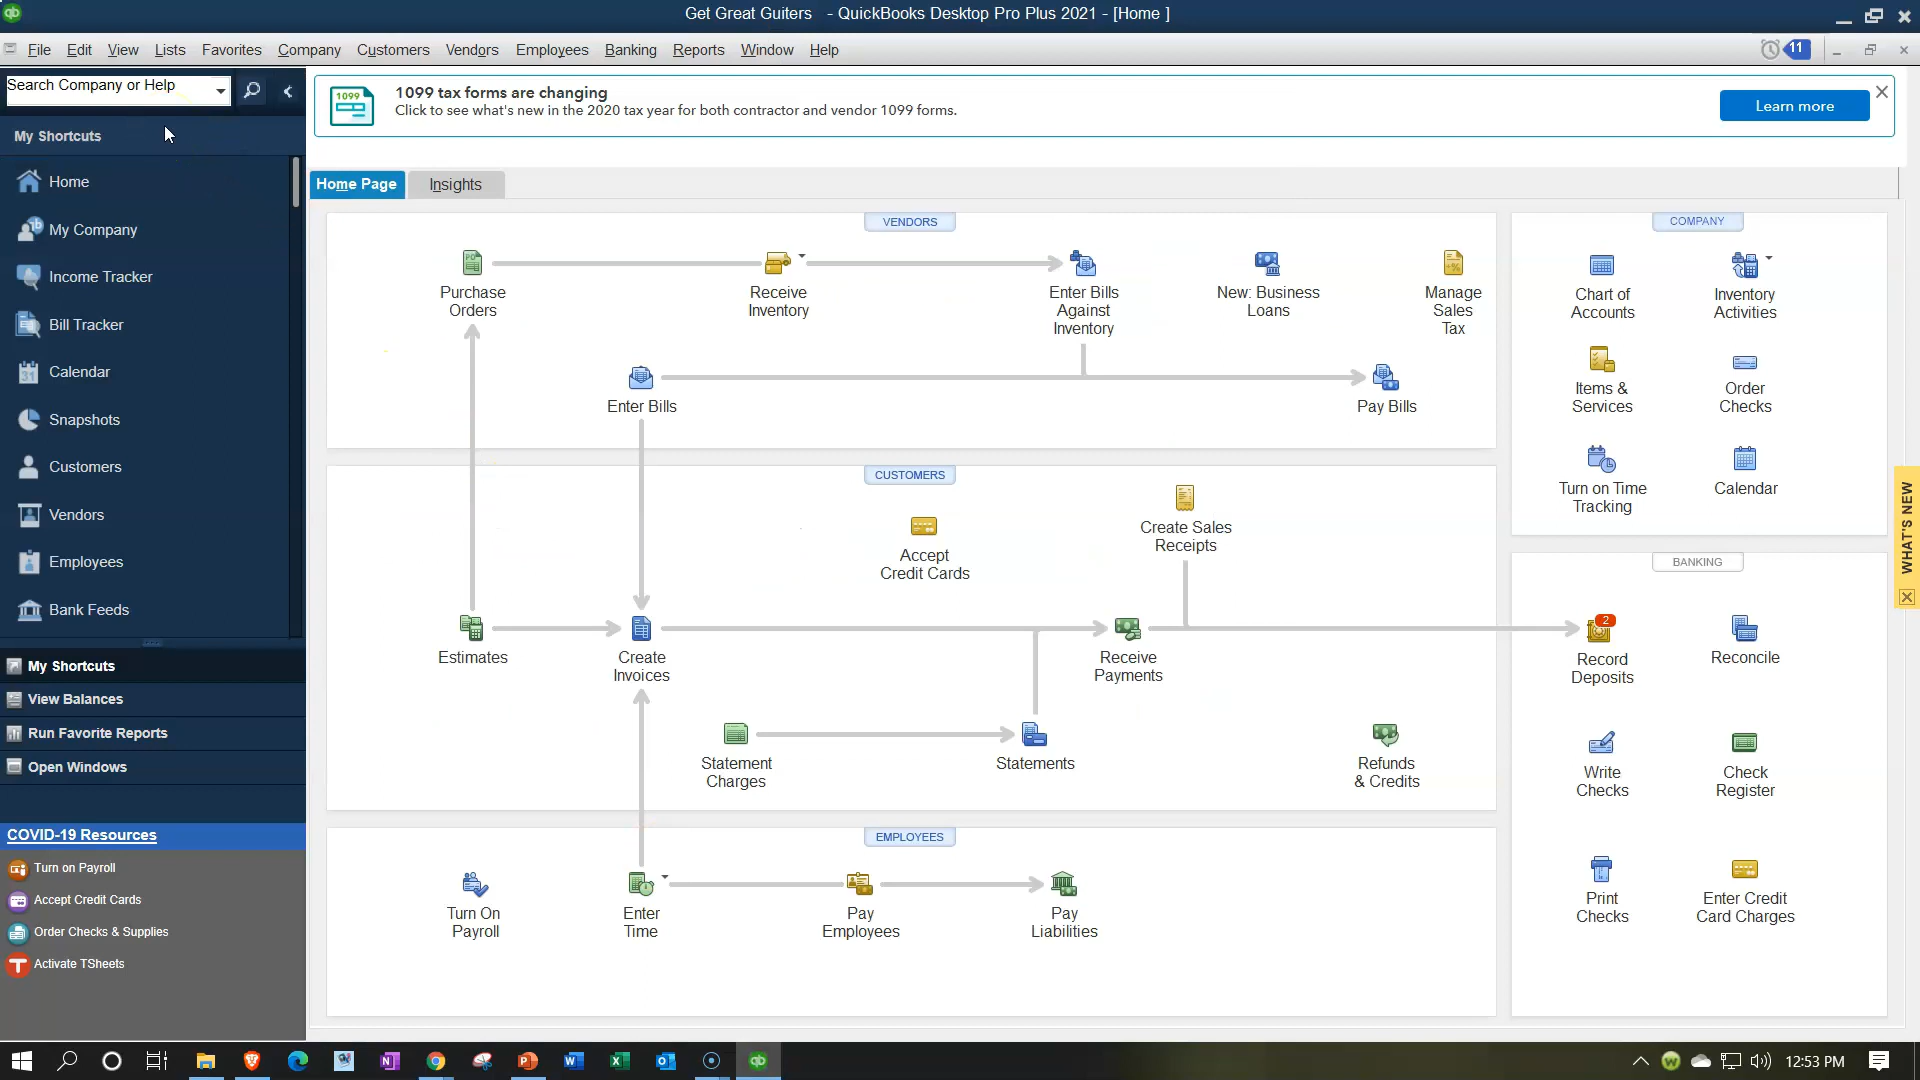 Get Great Guiters - QuickBooks Desktop Pro Plus 2021 - [Home ]
File Edit View Lists Favorites Company Customers Vendors Employees Banking Reports Window Help
11
Search Company or Help
My Shortcuts
Home
My Company
Income Tracker
Bill Tracker
31
Calendar
Snapshots
Customers
Vendors
Employees
Bank Feeds
My Shortcuts
View Balances
Run Favorite Reports
Open Windows
COVID-19 Resources
Turn on Payroll
Accept Credit Cards
Order Checks & Supplies
Activate TSheets
1099
1099 tax forms are changing
Click to see what's new in the 2020 tax year for both contractor and vendor 1099 forms.
Learn more
Home Page
Insights
VENDORS
Purchase
Orders
Receive
Inventory
Enter Bills
Against
Inventory
New: Business
Loans
Manage
Sales
Tax
Enter Bills
Pay Bills
CUSTOMERS
Accept
Credit Cards
Create Sales
Receipts
Estimates
Create
Invoices
Receive
Payments
Statement
Charges
Statements
Refunds
& Credits
EMPLOYEES
Turn On
Payroll
Enter
Time
Pay
Employees
Pay
Liabilities
COMPANY
Chart of
Accounts
Inventory
Activities
Items &
Services
Order
Checks
Turn on Time
Tracking
Calendar
BANKING
2
Record
Deposits
Reconcile
Write
Checks
Check
Register
Print
Checks
Enter Credit
Card Charges
WHAT'S NEW
12:53 PM